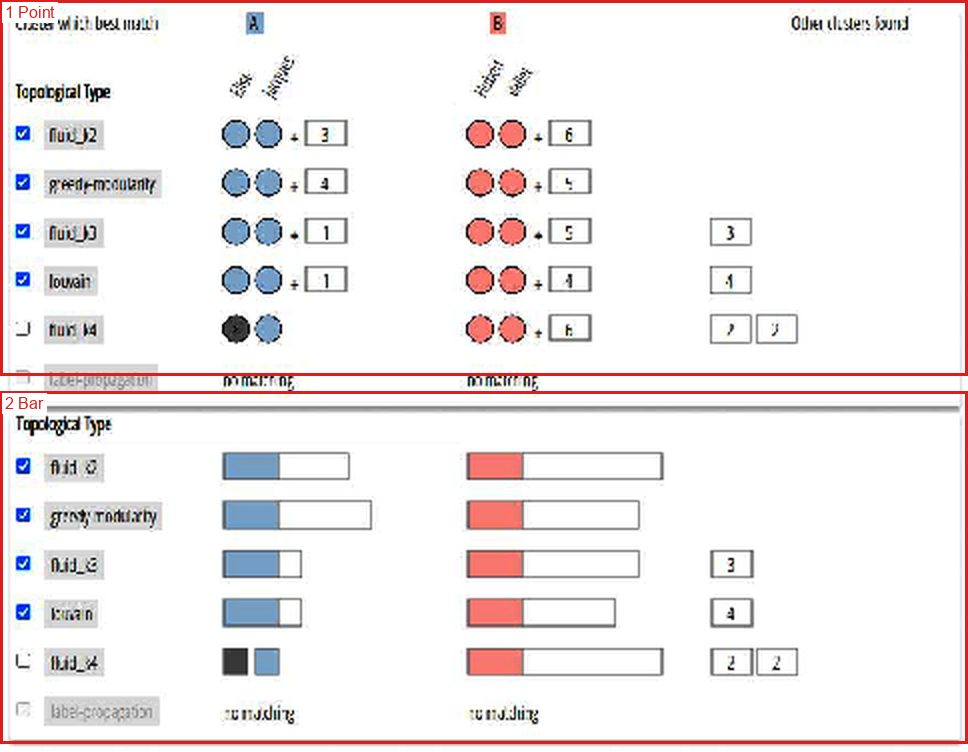 1 Point
Cluster which best match A B Other clusters found
Topological Type
fluid_k2 + 3 + 6
greedy-modularity + 4 + 5
fluid_k3 + 1 + 5 3
louvain + 1 + 4 4
fluid_k4 + 6 2 2
label-propagation no matching no matching
2 Bar
Topological Type
fluid_k2
greedy-modularity
fluid_k3 3
louvain 4
fluid_k4 2 2
label-propagation no matching no matching